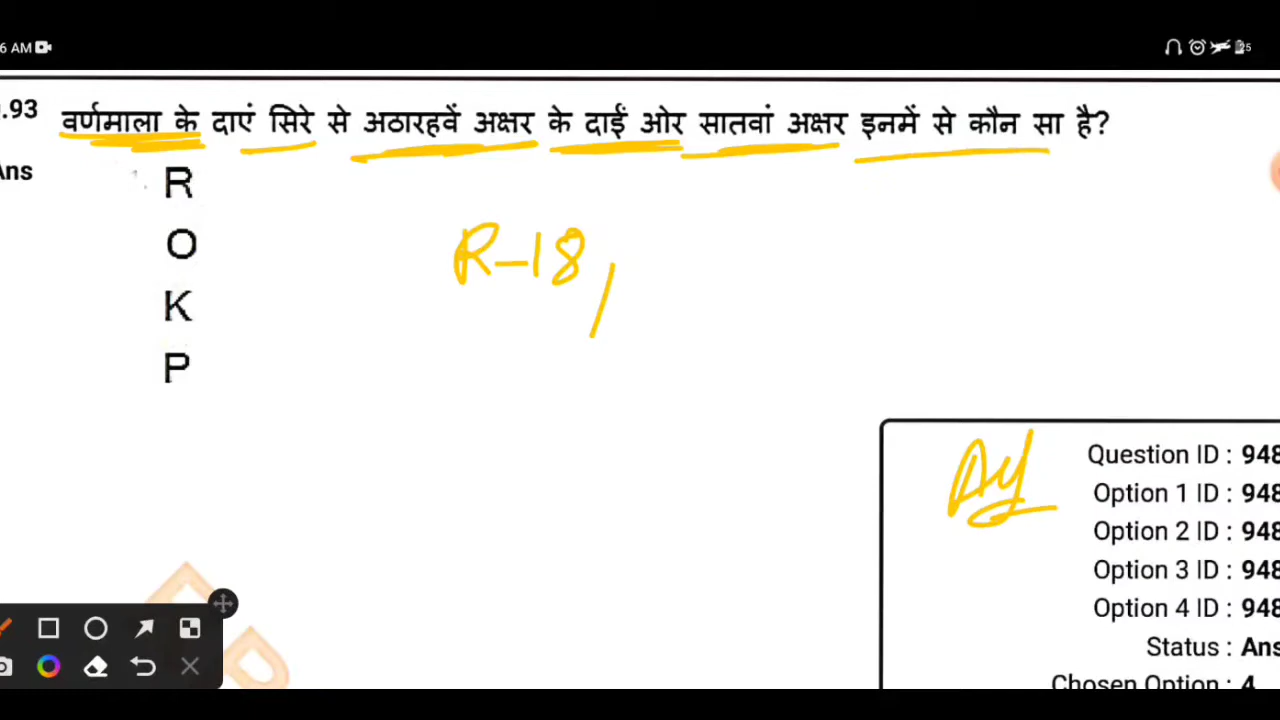 6 AM
25
.93 वर्णमाला के दाएं सिरे से अठारहवें अक्षर के दाईं ओर सातवां अक्षर इनमें से कौन सा है?
Ans
R
O
K
P
R-18,
Question ID : 948
Option 1 ID : 948
Option 2 ID : 948
Option 3 ID : 948
Option 4 ID : 948
Status : Ans
Chosen Option : 4